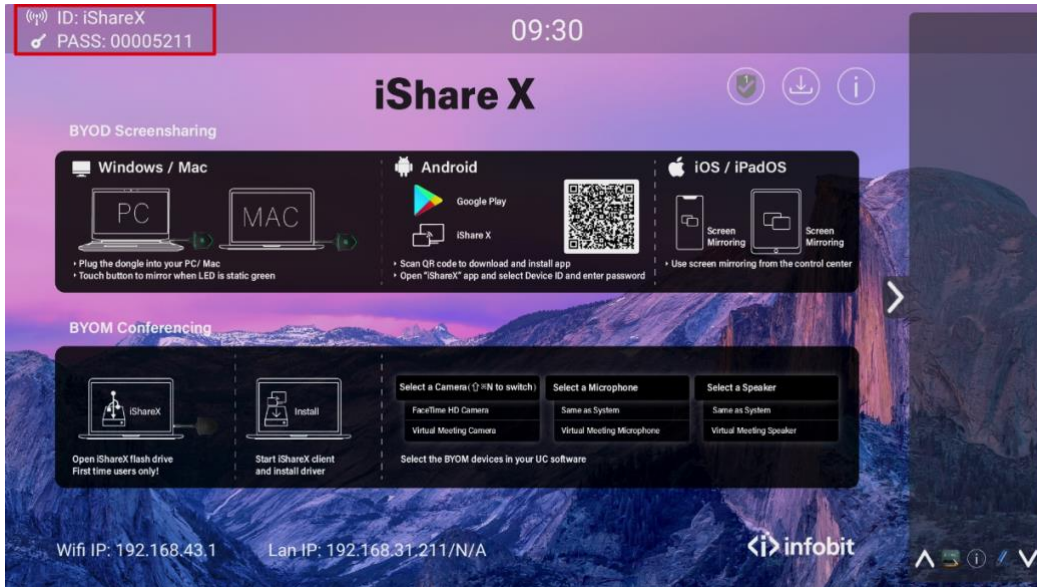 ID: iShareX
PASS: 00005211
09:30
iShare X
BYOD Screensharing
Windows / Mac
PC
MAC
‣ Plug the dongle into your PC/ Mac
‣ Touch button to mirror when LED is static green
Android
Google Play
iShare X
‣ Scan QR code to download and install app
‣ Open "iShareX" app and select Device ID and enter password
iOS / iPadOS
Screen
Mirroring
Screen
Mirroring
‣ Use screen mirroring from the control center
BYOM Conferencing
iShareX
Open iShareX flash drive
First time users only!
Install
Start iShareX client
and install driver
Select a Camera(⇧⌘N to switch)
FaceTime HD Camera
Virtual Meeting Camera
Select a Microphone
Same as System
Virtual Meeting Microphone
Select a Speaker
Same as System
Virtual Meeting Speaker
Select the BYOM devices in your UC software
Wifi IP: 192.168.43.1
Lan IP: 192.168.31.211/N/A
<i>infobit